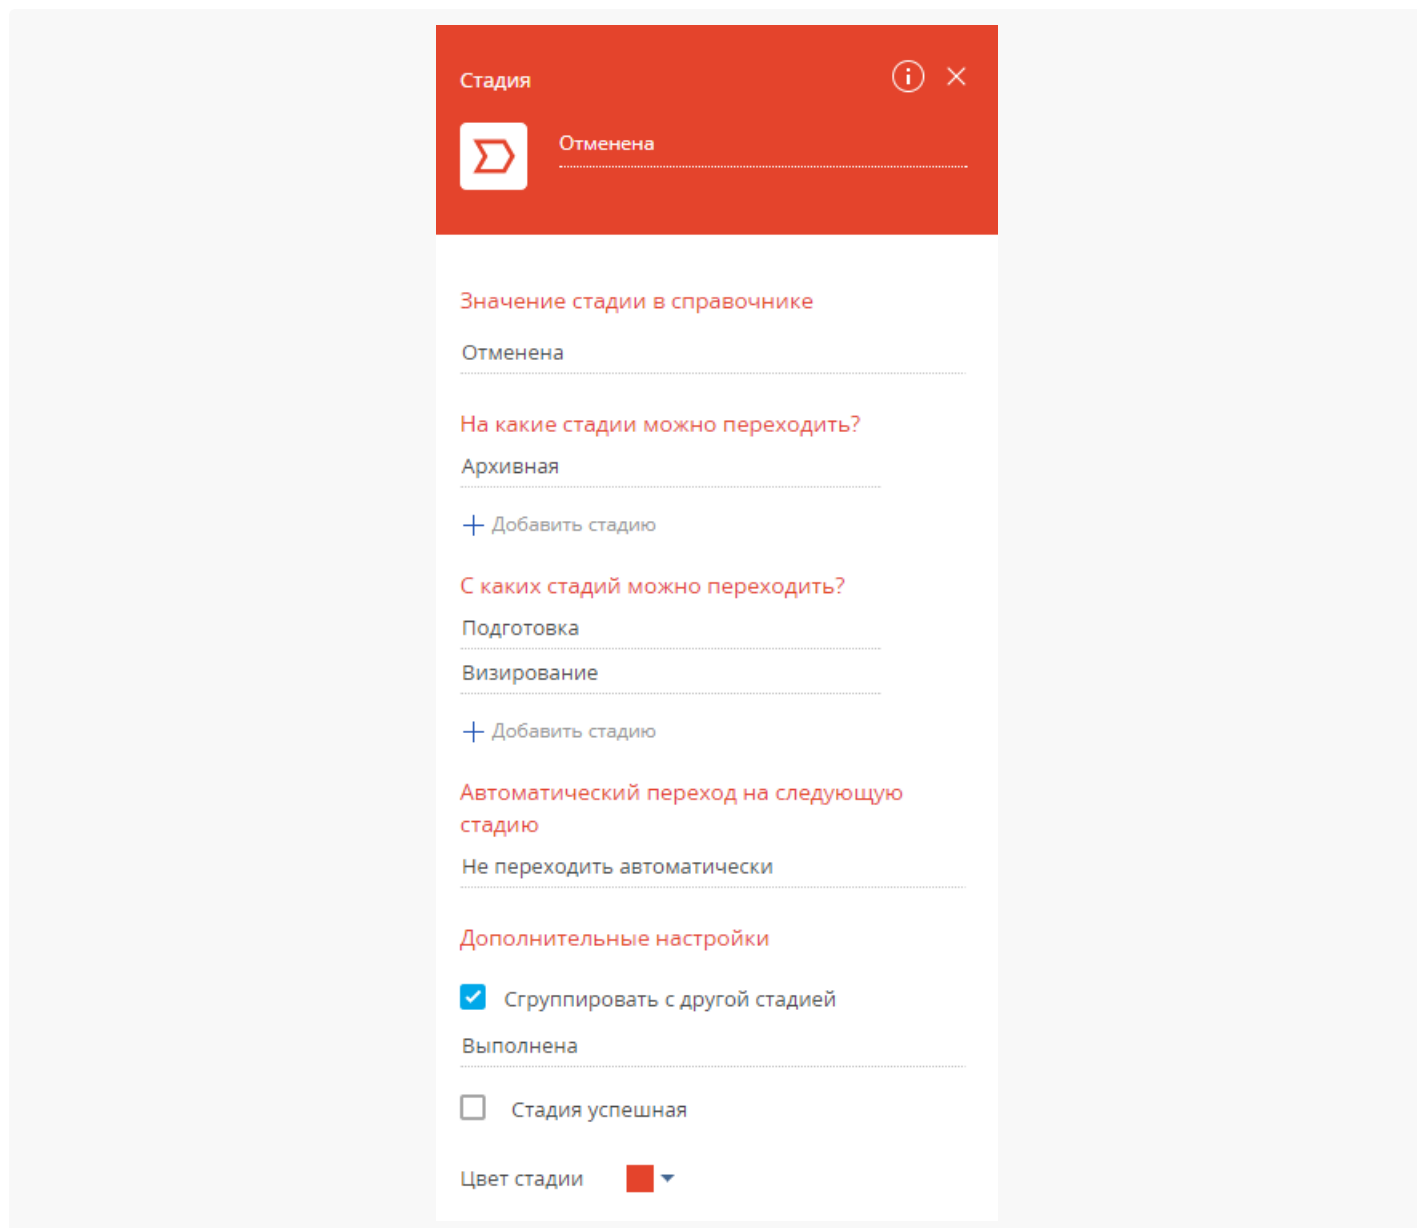 Стадия
Отменена
Значение стадии в справочнике
Отменена
На какие стадии можно переходить?
Архивная
Добавить стадию
С каких стадий можно переходить?
Подготовка
Визирование
Добавить стадию
Автоматический переход на следующую
стадию
Не переходить автоматически
Дополнительные настройки
Сгруппировать с другой стадией
Выполнена
Стадия успешная
Цвет стадии